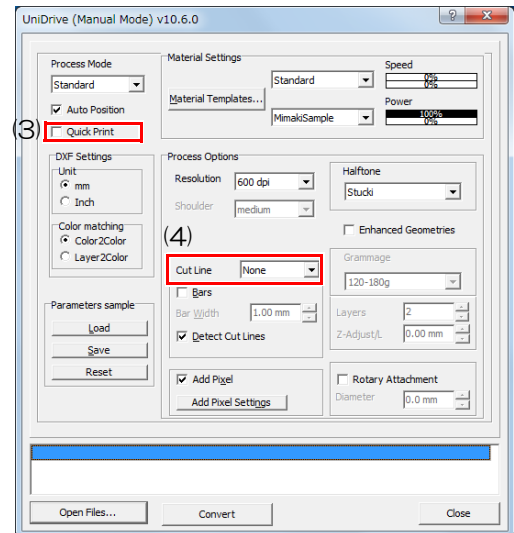 UniDrive (Manual Mode) v10.6.0
Process Mode
Standard
Auto Position
(3)
Quick Print
DXF Settings
Unit
mm
Inch
Color matching
Color2Color
Layer2Color
Parameters sample
Load
Save
Reset
Material Settings
Material Templates...
Standard
MimakiSample
Speed
0%
0%
Power
100%
0%
Process Options
Resolution 600 dpi
Shoulder medium
(4)
Cut Line None
Bars
Bar Width 1.00 mm
Detect Cut Lines
Add Pixel
Add Pixel Settings
Halftone
Stucki
Enhanced Geometries
Grammage
120-180g
Layers 2
Z-Adjust/L 0.00 mm
Rotary Attachment
Diameter 0.0 mm
Open Files...
Convert
Close